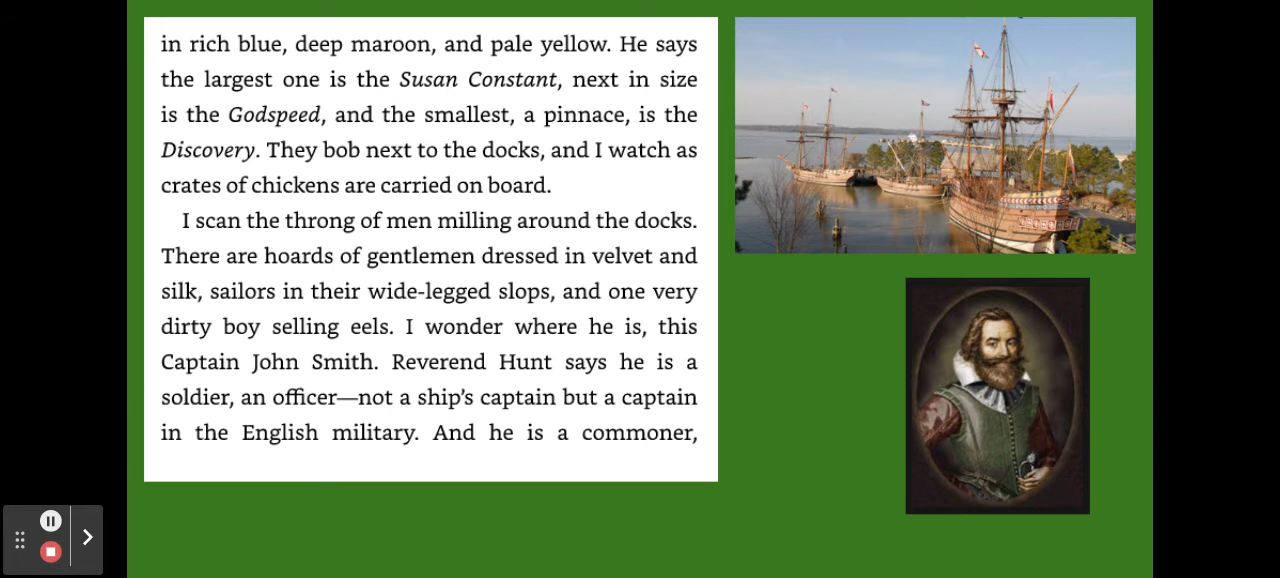 in rich blue, deep maroon, and pale yellow. He says
the largest one is the Susan Constant, next in size
is the Godspeed, and the smallest, a pinnace, is the
Discovery. They bob next to the docks, and I watch as
crates of chickens are carried on board.
I scan the throng of men milling around the docks.
There are hoards of gentlemen dressed in velvet and
silk, sailors in their wide-legged slops, and one very
dirty boy selling eels. I wonder where he is, this
Captain John Smith. Reverend Hunt says he is a
soldier, an officer—not a ship's captain but a captain
in the English military. And he is a commoner,